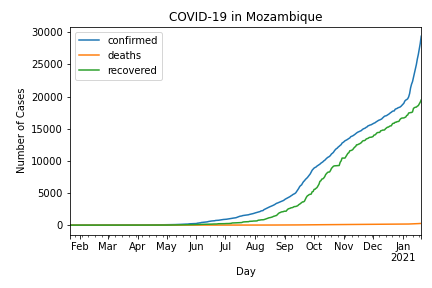 COVID-19 in Mozambique
confirmed
deaths
recovered
Number of Cases
30000
25000
20000
15000
10000
5000
0
Feb Mar Apr May Jun Jul Aug Sep Oct Nov Dec Jan
2021
Day